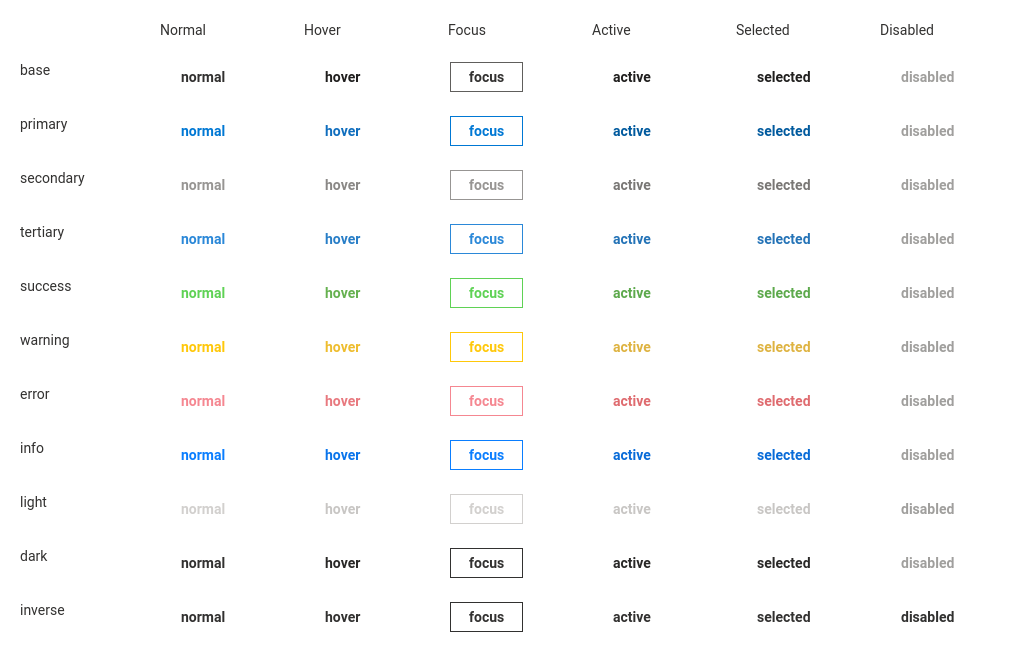 Normal Hover Focus Active Selected Disabled
base normal hover focus active selected disabled
primary normal hover focus active selected disabled
secondary normal hover focus active selected disabled
tertiary normal hover focus active selected disabled
success normal hover focus active selected disabled
warning normal hover focus active selected disabled
error normal hover focus active selected disabled
info normal hover focus active selected disabled
light normal hover focus active selected disabled
dark normal hover focus active selected disabled
inverse normal hover focus active selected disabled